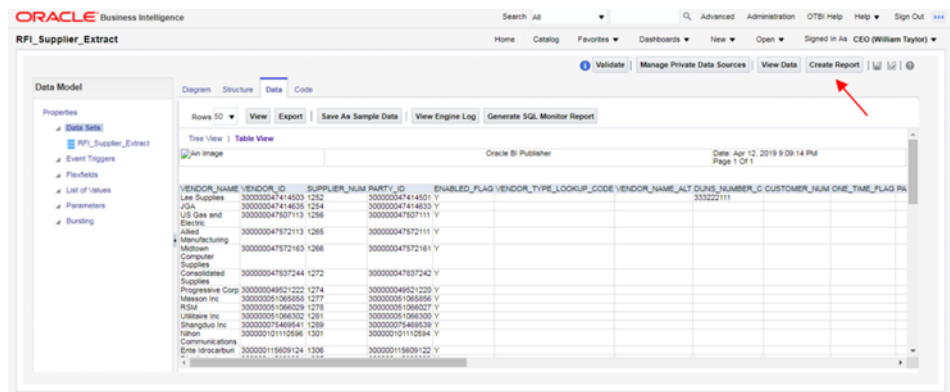 ORACLE Business Intelligence Search All Advanced Administration OTBI Help Help Sign Out
RFI_Supplier_Extract Home Catalog Favorites Dashboards New Open Signed In As CEO (William Taylor)
Validate Manage Private Data Sources View Data Create Report
Data Model Diagram Structure Data Code
Properties
Data Sets
RFI_Supplier_Extract
Event Triggers
Flexfields
List of Values
Parameters
Bursting
Rows 50 View Export Save As Sample Data View Engine Log Generate SQL Monitor Report
Tree View | Table View
An Image Oracle BI Publisher Date: Apr 12, 2019 9:09:14 PM
Page 1 Of 1
VENDOR_NAME VENDOR_ID SUPPLIER_NUM PARTY_ID ENABLED_FLAG VENDOR_TYPE_LOOKUP_CODE VENDOR_NAME_ALT DUNS_NUMBER_C CUSTOMER_NUM ONE_TIME_FLAG PA
Lee Supplies 300000047414503 1252 300000047414501 Y 333222111
JGA 300000047414635 1254 300000047414633 Y
US Gas and 300000047507113 1256 300000047507111 Y
Electric
Allied 300000047572113 1265 300000047572111 Y
Manufacturing
Midtown 300000047572163 1266 300000047572161 Y
Computer
Supplies
Consolidated 300000047837244 1272 300000047837242 Y
Supplies
Progressive Corp 300000049521222 1274 300000049521220 Y
Masson Inc 300000051065858 1277 300000051065856 Y
RSM 300000051066029 1278 300000051066027 Y
Utilitaire Inc 300000051066302 1281 300000051066300 Y
Shangduo Inc 300000075469541 1289 300000075469539 Y
Nihon 300000101110596 1301 300000101110594 Y
Communications
Ente Idrocarburi 300000115609124 1306 300000115609122 Y